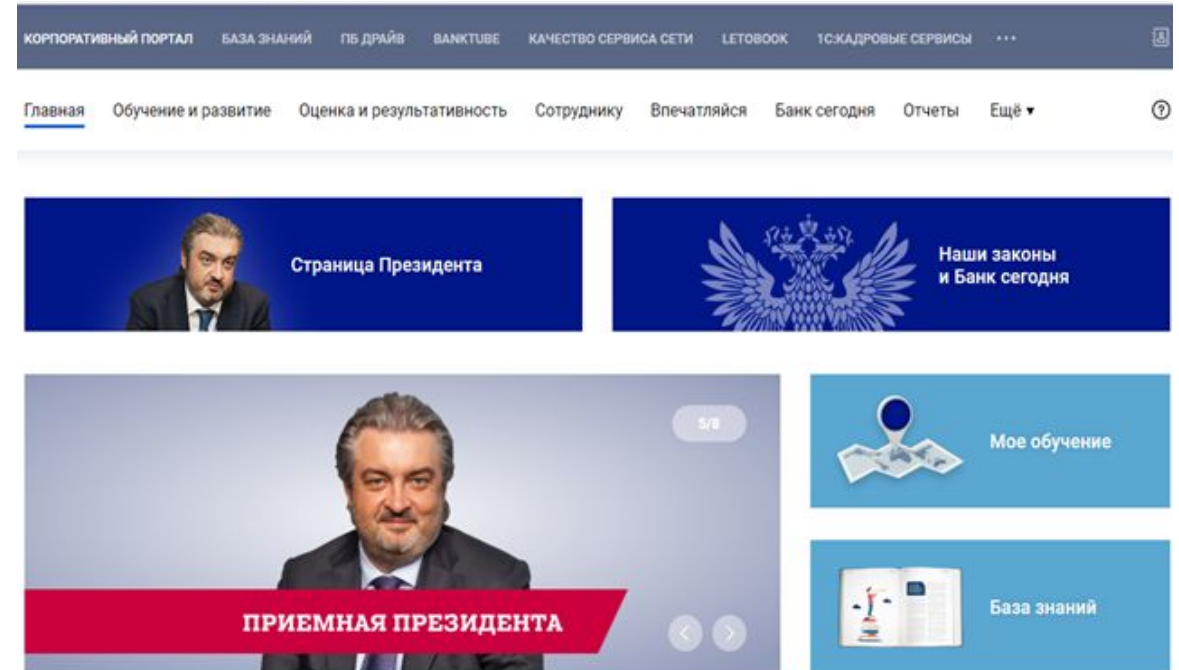 КОРПОРАТИВНЫЙ ПОРТАЛ БАЗА ЗНАНИЙ ПБ ДРАЙВ BANKTUBE КАЧЕСТВО СЕРВИСА СЕТИ LETOBOOK 1С:КАДРОВЫЕ СЕРВИСЫ ...
Главная Обучение и развитие Оценка и результативность Сотруднику Впечатляйся Банк сегодня Отчеты Ещё ▾ ?
Страница Президента
Наши законы
и Банк сегодня
5/8
ПРИЕМНАЯ ПРЕЗИДЕНТА
Мое обучение
База знаний